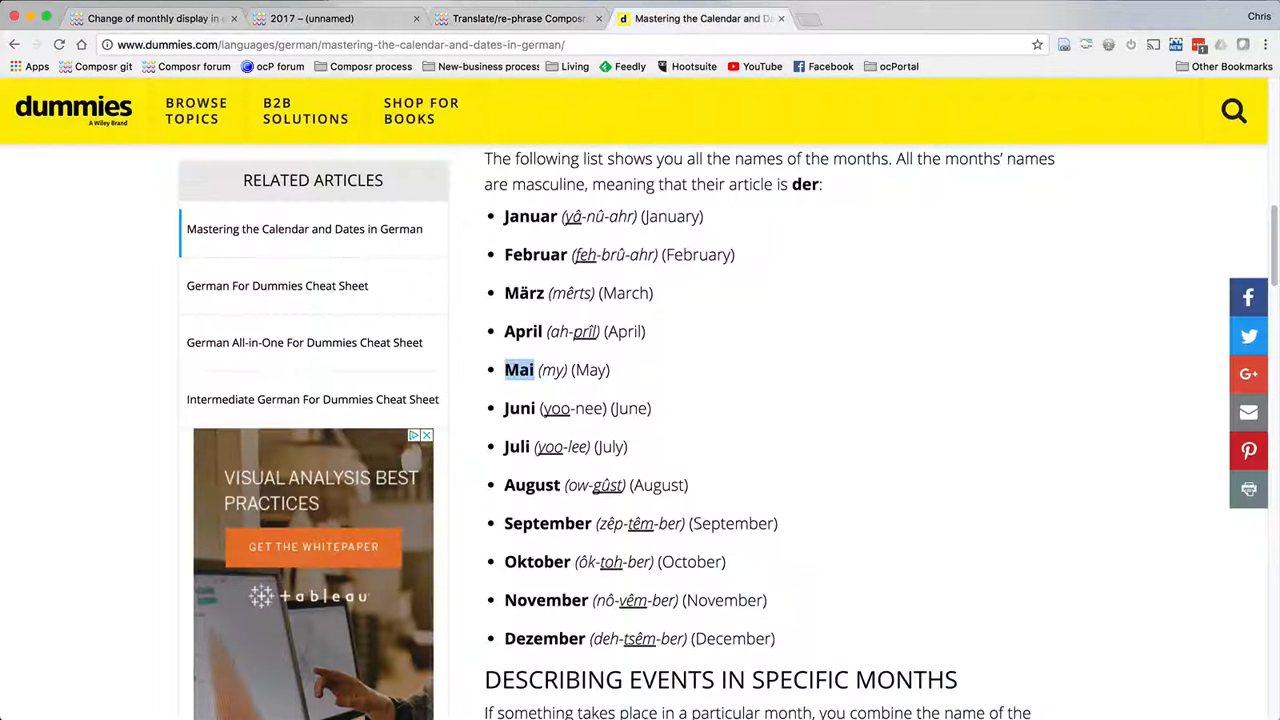 Change of monthly display in
2017 – (unnamed)
Translate/re-phrase Compos
Mastering the Calendar and D
Chris
www.dummies.com/languages/german/mastering-the-calendar-and-dates-in-german/
Apps
Composr git
Composr forum
ocP forum
Composr process
New-business process
Living
Feedly
Hootsuite
YouTube
Facebook
ocPortal
Other Bookmarks
dummies
A Wiley Brand
BROWSE
TOPICS
B2B
SOLUTIONS
SHOP FOR
BOOKS
RELATED ARTICLES
Mastering the Calendar and Dates in German
German For Dummies Cheat Sheet
German All-in-One For Dummies Cheat Sheet
Intermediate German For Dummies Cheat Sheet
VISUAL ANALYSIS BEST
PRACTICES
GET THE WHITEPAPER
tableau
The following list shows you all the names of the months. All the months’ names
are masculine, meaning that their article is der:
• Januar (yâ-nû-ahr) (January)
• Februar (feh-brû-ahr) (February)
• März (mêrts) (March)
• April (ah-prîl) (April)
• Mai (my) (May)
• Juni (yoo-nee) (June)
• Juli (yoo-lee) (July)
• August (ow-gûst) (August)
• September (zêp-têm-ber) (September)
• Oktober (ôk-toh-ber) (October)
• November (nô-vêm-ber) (November)
• Dezember (deh-tsêm-ber) (December)
DESCRIBING EVENTS IN SPECIFIC MONTHS
If something takes place in a particular month, you combine the name of the